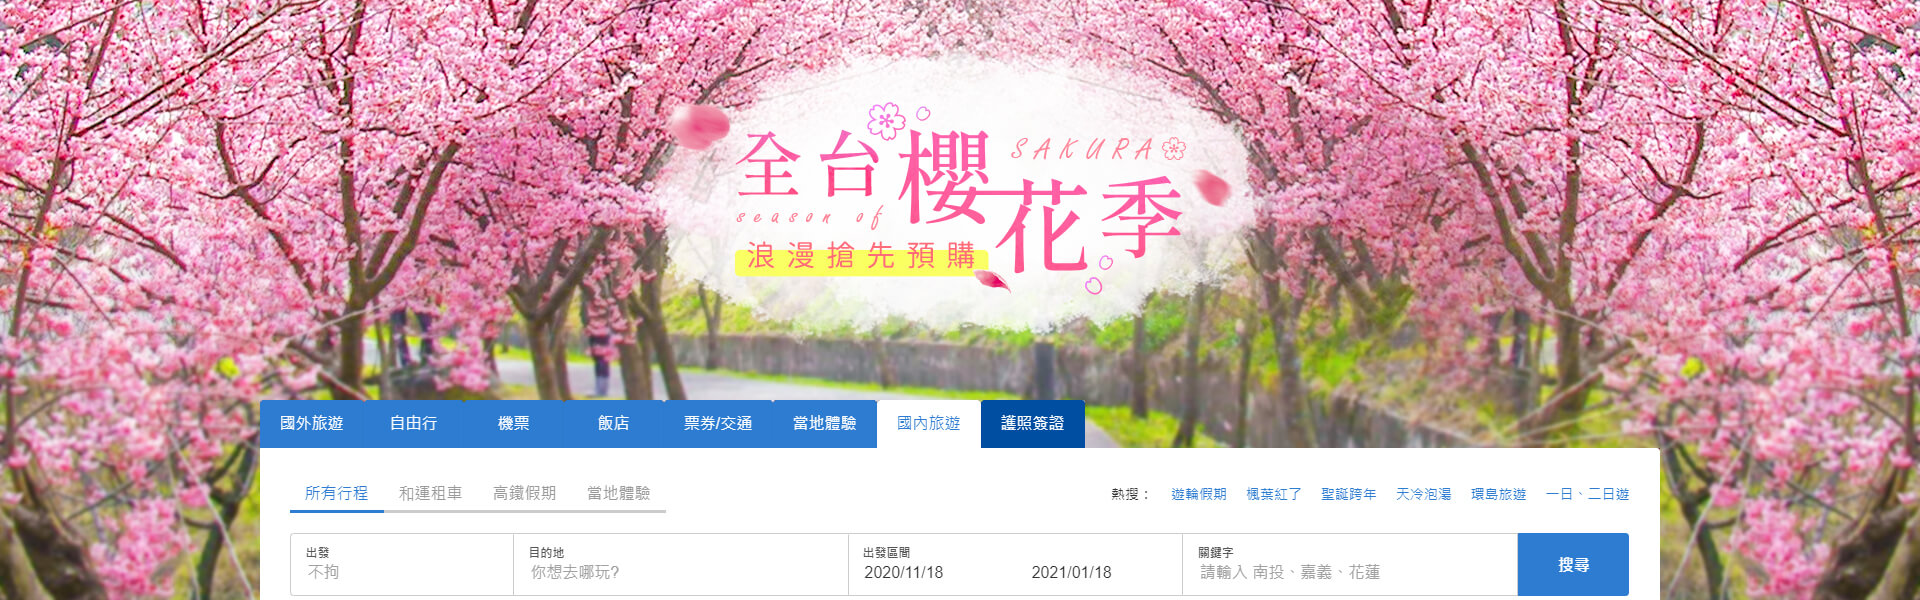 全台櫻花季
SAKURA
season of
浪漫搶先預購
國外旅遊 自由行 機票 飯店 票券/交通 當地體驗 國內旅遊 護照簽證
所有行程 和運租車 高鐵假期 當地體驗
熱搜： 遊輪假期 楓葉紅了 聖誕跨年 天冷泡湯 環島旅遊 一日、二日遊
出發 目的地 出發區間 關鍵字
不拘 你想去哪玩? 2020/11/18 2021/01/18 請輸入 南投、嘉義、花蓮
搜尋